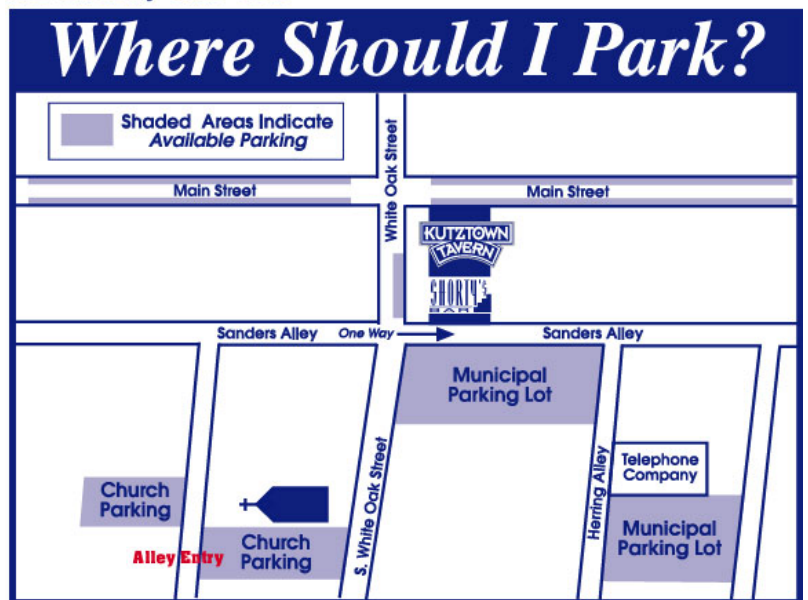 Where Should I Park?
Shaded Areas Indicate
Available Parking
White Oak Street
Main Street
Main Street
KUTZTOWN
TAVERN
SHORTY'S
BAR
Sanders Alley
One Way
Sanders Alley
Municipal
Parking Lot
S. White Oak Street
Herring Alley
Telephone
Company
Church
Parking
Municipal
Parking Lot
Alley Entry
Church
Parking